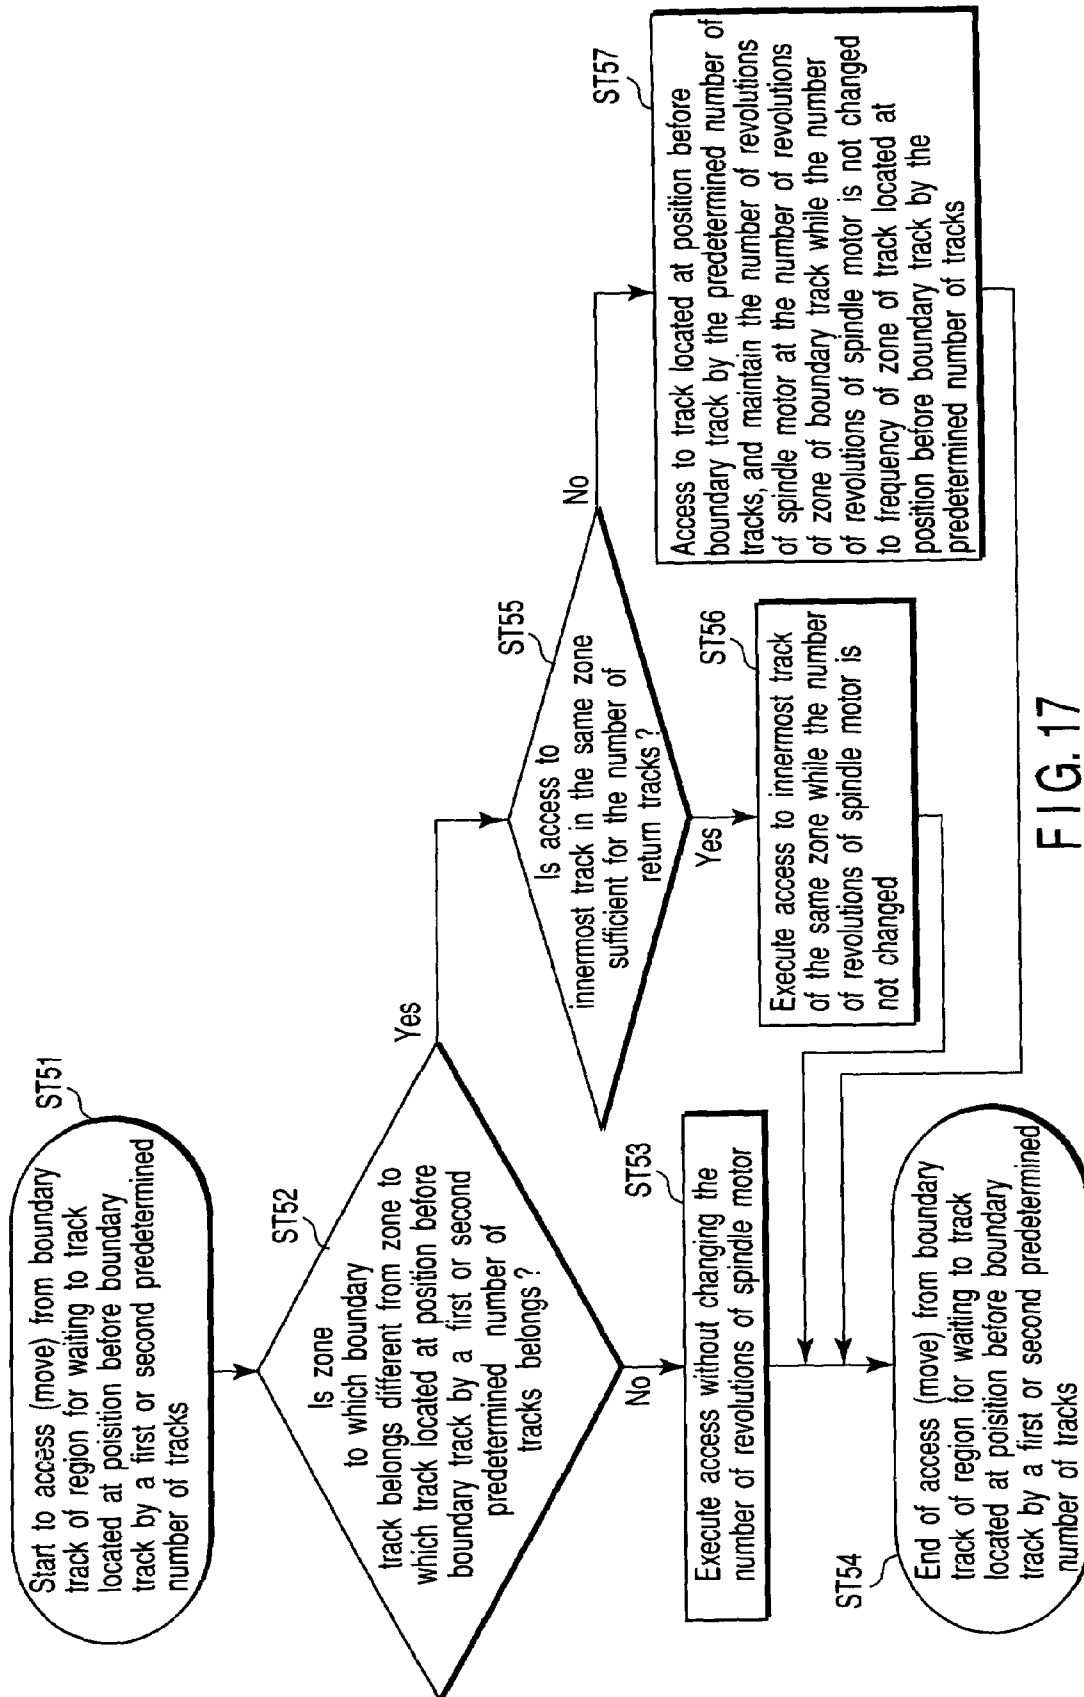 ST51
Start to access (move) from boundary
track of region for waiting to track
located at poisition before boundary
track by a first or second predetermined
number of tracks
ST52
Is zone
to which boundary
track belongs different from zone to
which track located at position before
boundary track by a first or second
predetermined number of
tracks belongs ?
Yes
No
ST53
Execute access without changing the
number of revolutions of spindle motor
ST54
End of access (move) from boundary
track of region for waiting to track
located at poisition before boundary
track by a first or second predetermined
number of tracks
ST55
Is access to
innermost track in the same zone
sufficient for the number of
return tracks ?
No
Yes
ST56
Execute access to innermost track
of the same zone while the number
of revolutions of spindle motor is
not changed
ST57
Access to track located at position before
boundary track by the predetermined number of
tracks, and maintain the number of revolutions
of spindle motor at the number of revolutions
of zone of boundary track while the number
of revolutions of spindle motor is not changed
to frequency of zone of track located at
position before boundary track by the
predetermined number of tracks
FIG. 17